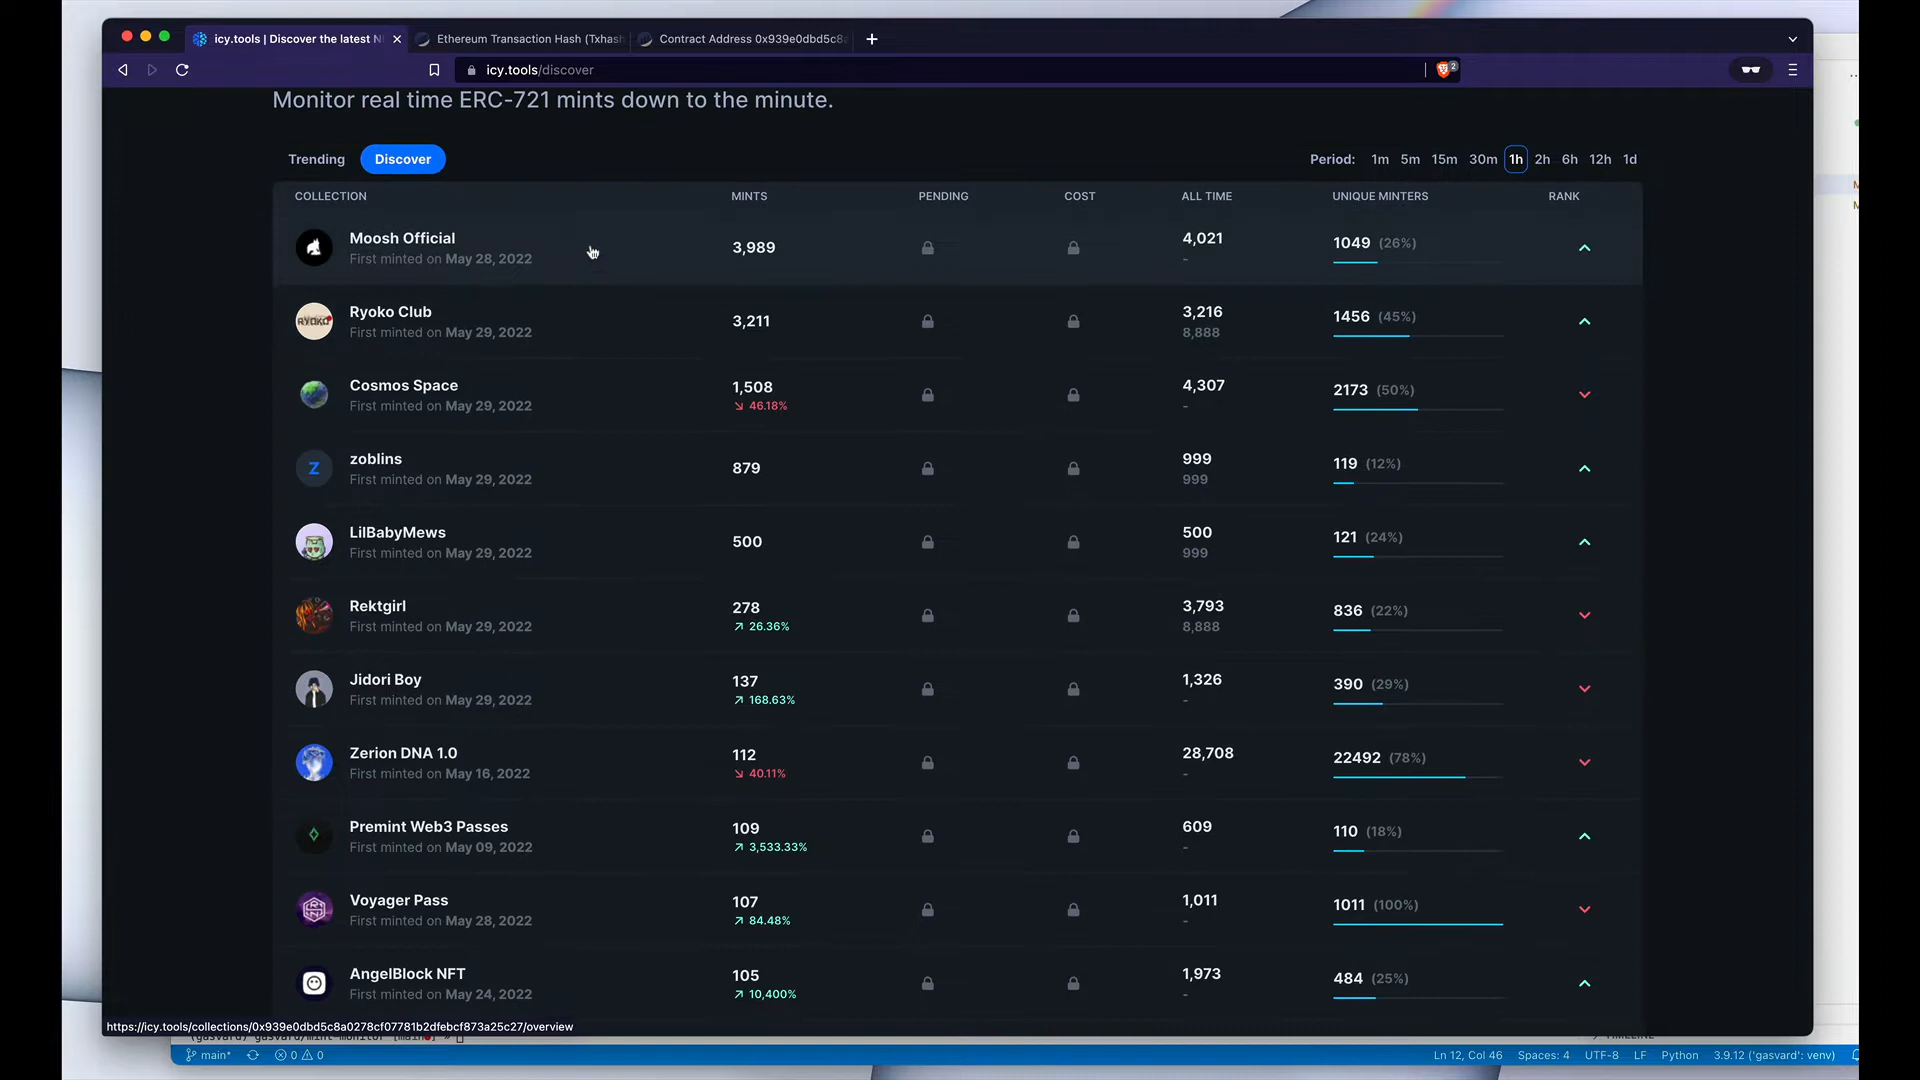 icy.tools | Discover the latest N
Ethereum Transaction Hash (Txhash
Contract Address 0x939e0dbd5c8a
icy.tools/discover
2
Monitor real time ERC-721 mints down to the minute.
Trending
Discover
Period: 1m 5m 15m 30m 1h 2h 6h 12h 1d
COLLECTION MINTS PENDING COST ALL TIME UNIQUE MINTERS RANK
Moosh Official
First minted on May 28, 2022
3,989
4,021
-
1049 (26%)
Ryoko Club
First minted on May 29, 2022
3,211
3,216
8,888
1456 (45%)
Cosmos Space
First minted on May 29, 2022
1,508
46.18%
4,307
-
2173 (50%)
Z
zoblins
First minted on May 29, 2022
879
999
999
119 (12%)
LilBabyMews
First minted on May 29, 2022
500
500
999
121 (24%)
Rektgirl
First minted on May 29, 2022
278
26.36%
3,793
8,888
836 (22%)
Jidori Boy
First minted on May 29, 2022
137
168.63%
1,326
-
390 (29%)
Zerion DNA 1.0
First minted on May 16, 2022
112
40.11%
28,708
-
22492 (78%)
Premint Web3 Passes
First minted on May 09, 2022
109
3,533.33%
609
-
110 (18%)
Voyager Pass
First minted on May 28, 2022
107
84.48%
1,011
-
1011 (100%)
AngelBlock NFT
First minted on May 24, 2022
105
10,400%
1,973
-
484 (25%)
https://icy.tools/collections/0x939e0dbd5c8a0278cf07781b2dfebcf873a25c27/overview
main* 0 0
Ln 12, Col 46 Spaces: 4 UTF-8 LF Python 3.9.12 ('gasvard': venv)